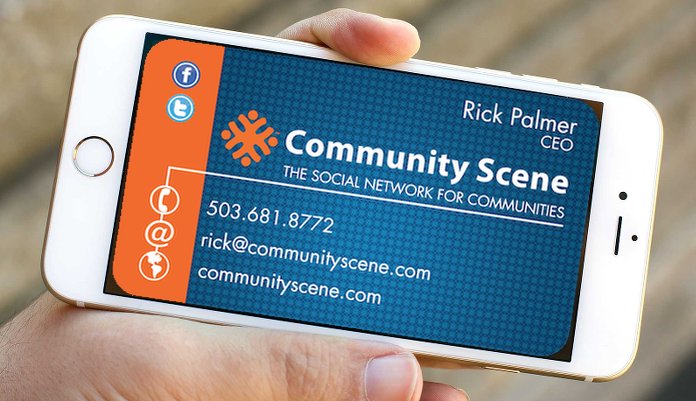 Rick Palmer
CEO
Community Scene
THE SOCIAL NETWORK FOR COMMUNITIES
503.681.8772
rick@communityscene.com
communityscene.com